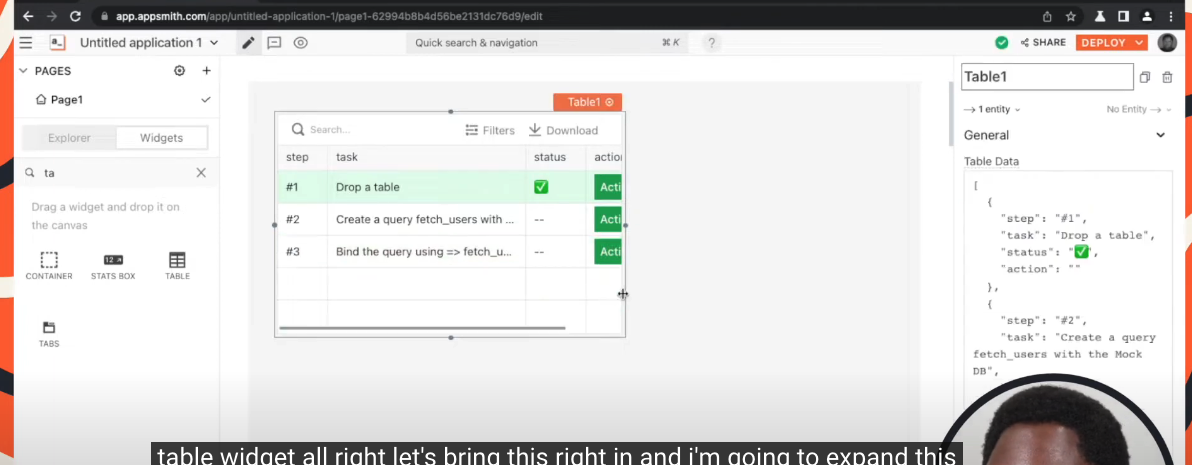 app.appsmith.com/app/untitled-application-1/page1-62994b8b4d56be2131dc76d9/edit
a_ Untitled application 1 Quick search & navigation ⌘ K ? SHARE DEPLOY
PAGES
Page1
Explorer Widgets
ta
Drag a widget and drop it on
the canvas
CONTAINER STATS BOX TABLE
TABS
Table1
Search... Filters Download
step task status action
#1 Drop a table ✅ Acti
#2 Create a query fetch_users with ... -- Acti
#3 Bind the query using => fetch_u... -- Acti
Table1
1 entity No Entity
General
Table Data
[
{
"step": "#1",
"task": "Drop a table",
"status": "✅",
"action": ""
},
{
"step": "#2",
"task": "Create a query
fetch_users with the Mock
DB",
table widget all right let's bring this right in and i'm going to expand this